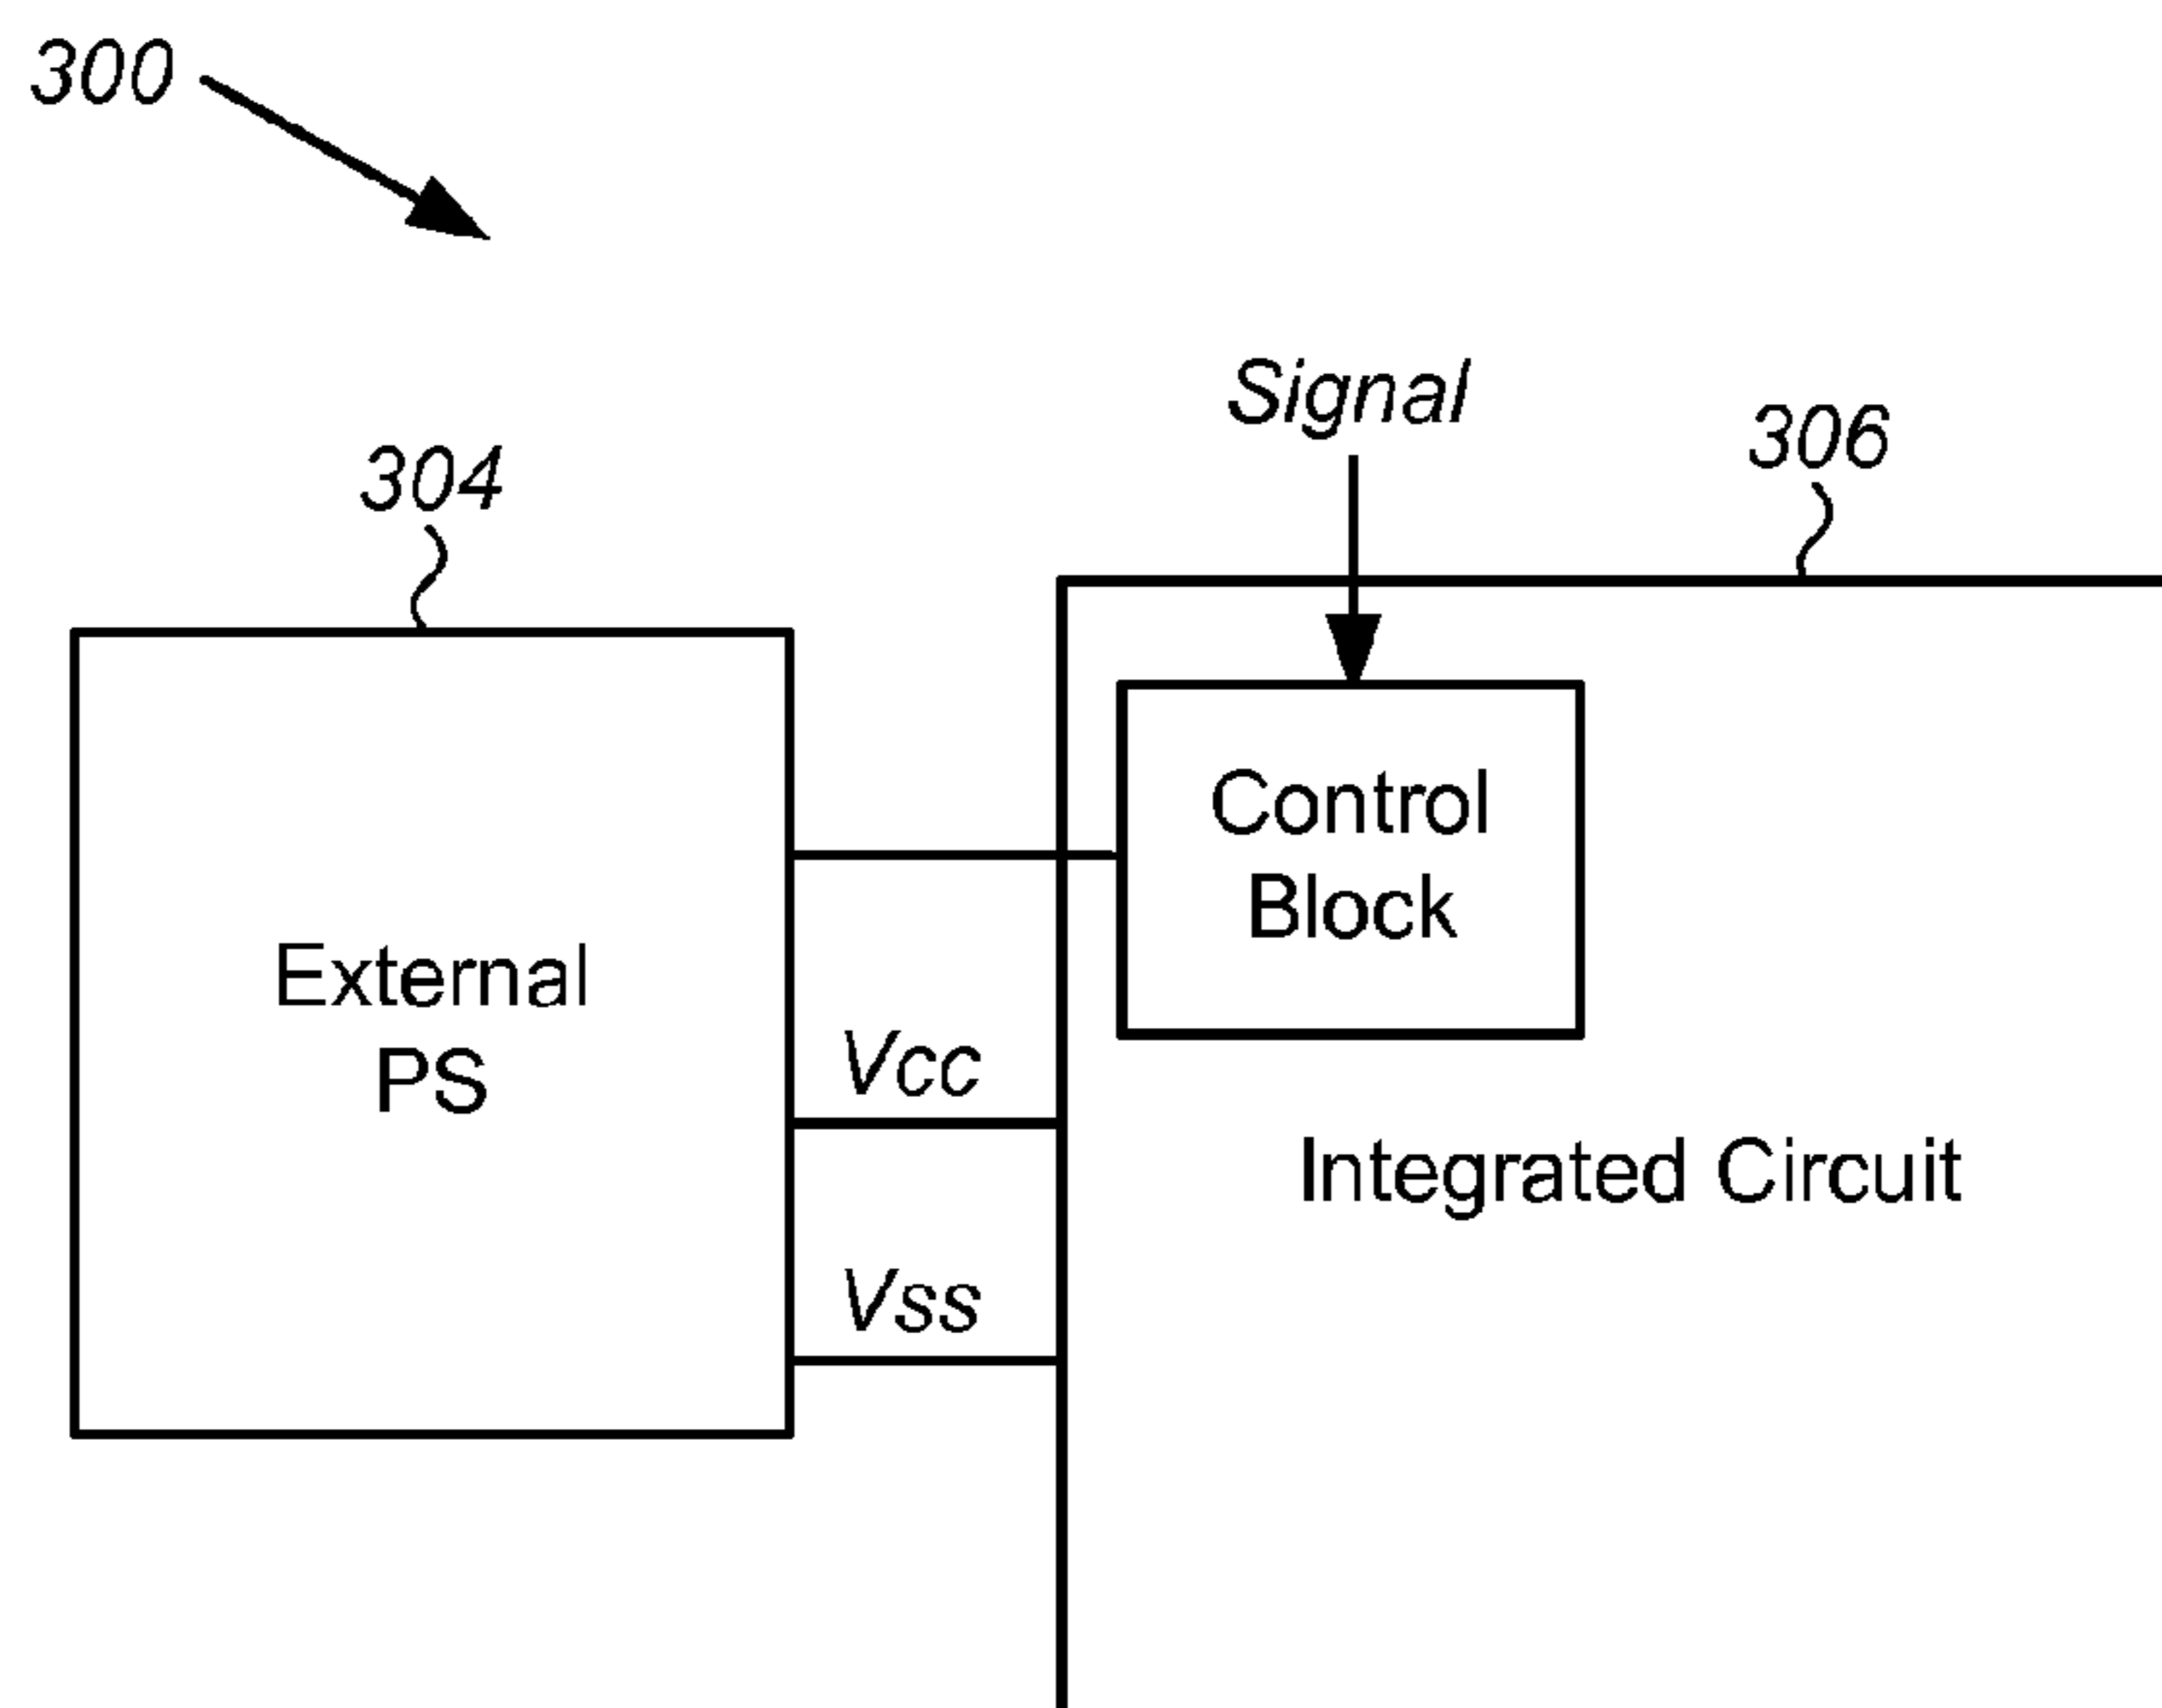 300
Signal
306
304
Control
Block
External
PS
Vcc
Integrated Circuit
Vss